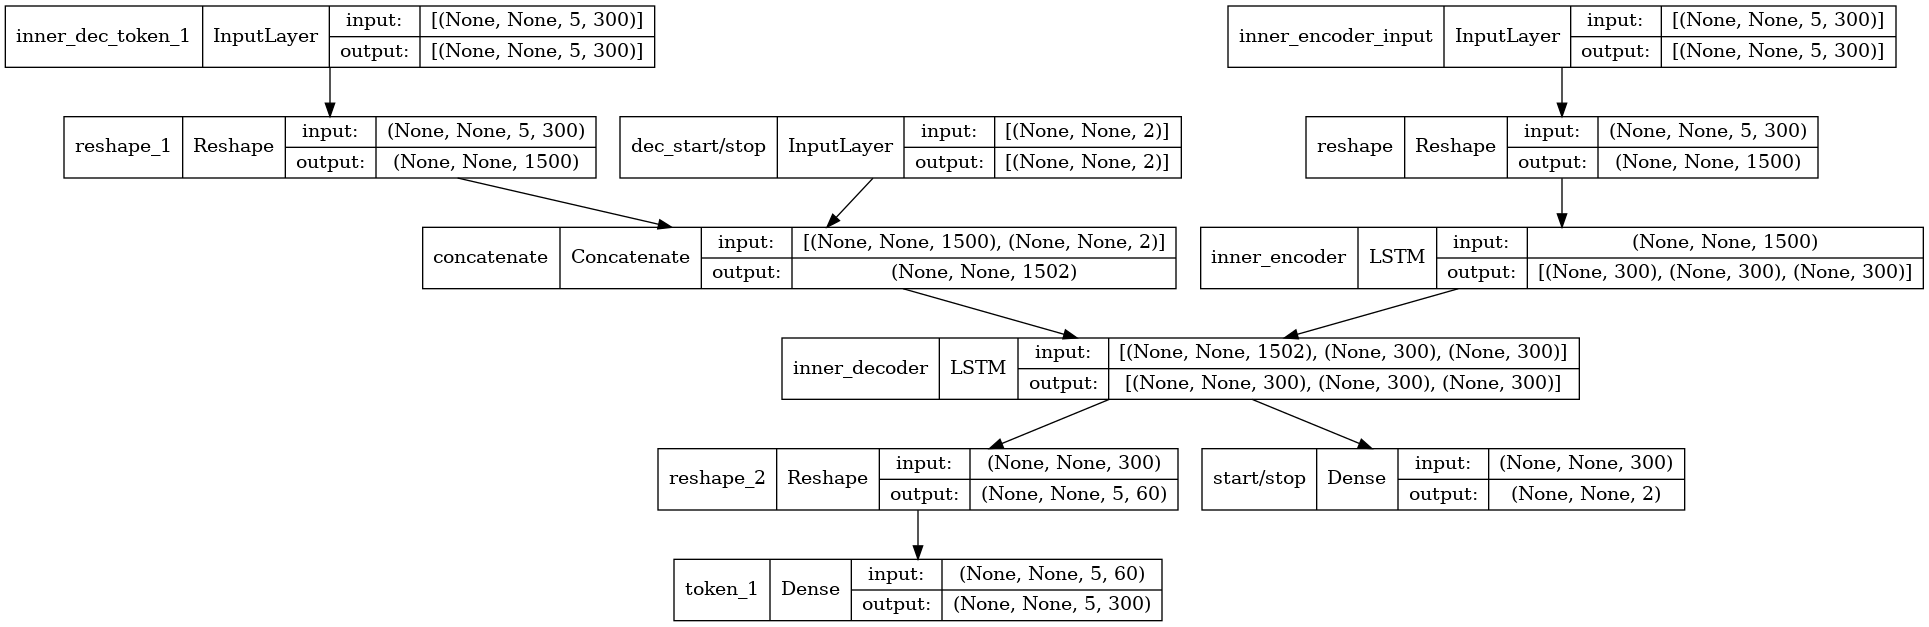 inner_dec_token_1 InputLayer input: [(None, None, 5, 300)]
output: [(None, None, 5, 300)]
inner_encoder_input InputLayer input: [(None, None, 5, 300)]
output: [(None, None, 5, 300)]
reshape_1 Reshape input: (None, None, 5, 300)
output: (None, None, 1500)
dec_start/stop InputLayer input: [(None, None, 2)]
output: [(None, None, 2)]
reshape Reshape input: (None, None, 5, 300)
output: (None, None, 1500)
concatenate Concatenate input: [(None, None, 1500), (None, None, 2)]
output: (None, None, 1502)
inner_encoder LSTM input: (None, None, 1500)
output: [(None, 300), (None, 300), (None, 300)]
inner_decoder LSTM input: [(None, None, 1502), (None, 300), (None, 300)]
output: [(None, None, 300), (None, 300), (None, 300)]
reshape_2 Reshape input: (None, None, 300)
output: (None, None, 5, 60)
start/stop Dense input: (None, None, 300)
output: (None, None, 2)
token_1 Dense input: (None, None, 5, 60)
output: (None, None, 5, 300)